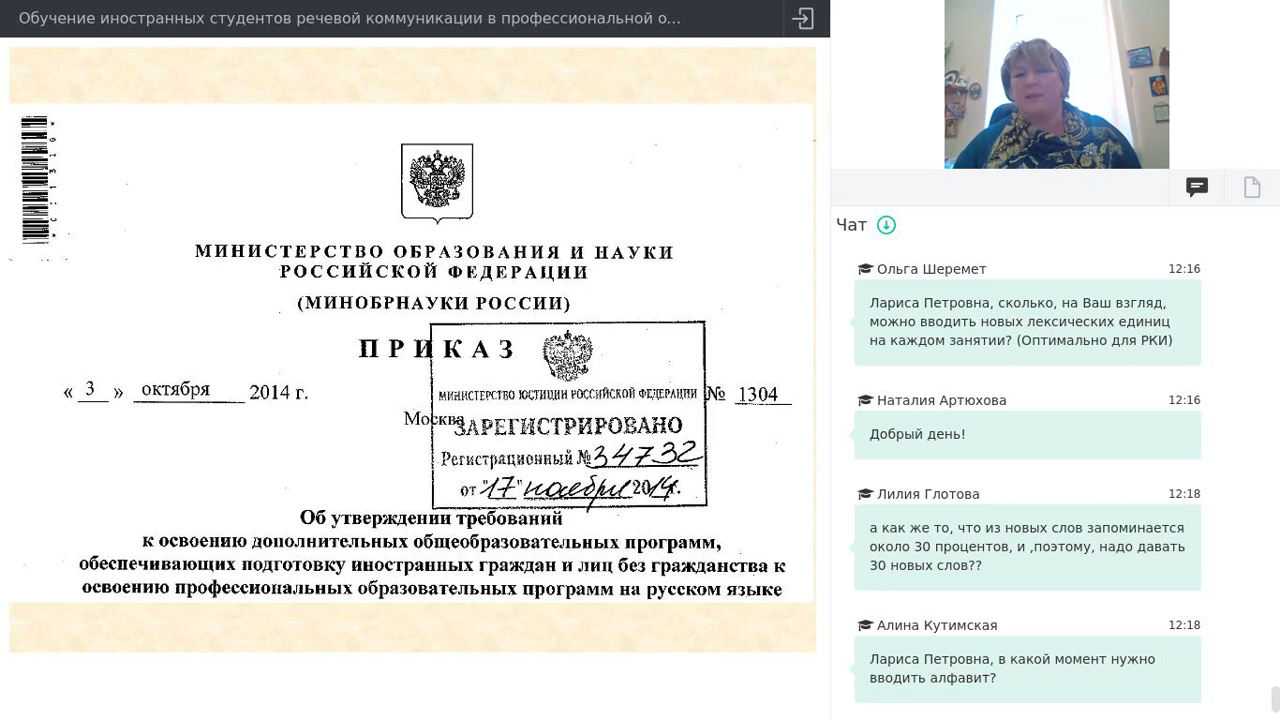 Обучение иностранных студентов речевой коммуникации в профессиональной о...
МИНИСТЕРСТВО ОБРАЗОВАНИЯ И НАУКИ
РОССИЙСКОЙ ФЕДЕРАЦИИ
(МИНОБРНАУКИ РОССИИ)
ПРИКАЗ
« 3 » октября 2014 г.
№ 1304
Москва
МИНИСТЕРСТВО ЮСТИЦИИ РОССИЙСКОЙ ФЕДЕРАЦИИ
ЗАРЕГИСТРИРОВАНО
Регистрационный № 34732
от "17" ноября 2014г.
Об утверждении требований
к освоению дополнительных общеобразовательных программ,
обеспечивающих подготовку иностранных граждан и лиц без гражданства к
освоению профессиональных образовательных программ на русском языке
Чат
Ольга Шеремет 12:16
Лариса Петровна, сколько, на Ваш взгляд,
можно вводить новых лексических единиц
на каждом занятии? (Оптимально для РКИ)
Наталия Артюхова 12:16
Добрый день!
Лилия Глотова 12:18
а как же то, что из новых слов запоминается
около 30 процентов, и ,поэтому, надо давать
30 новых слов??
Алина Кутимская 12:18
Лариса Петровна, в какой момент нужно
вводить алфавит?